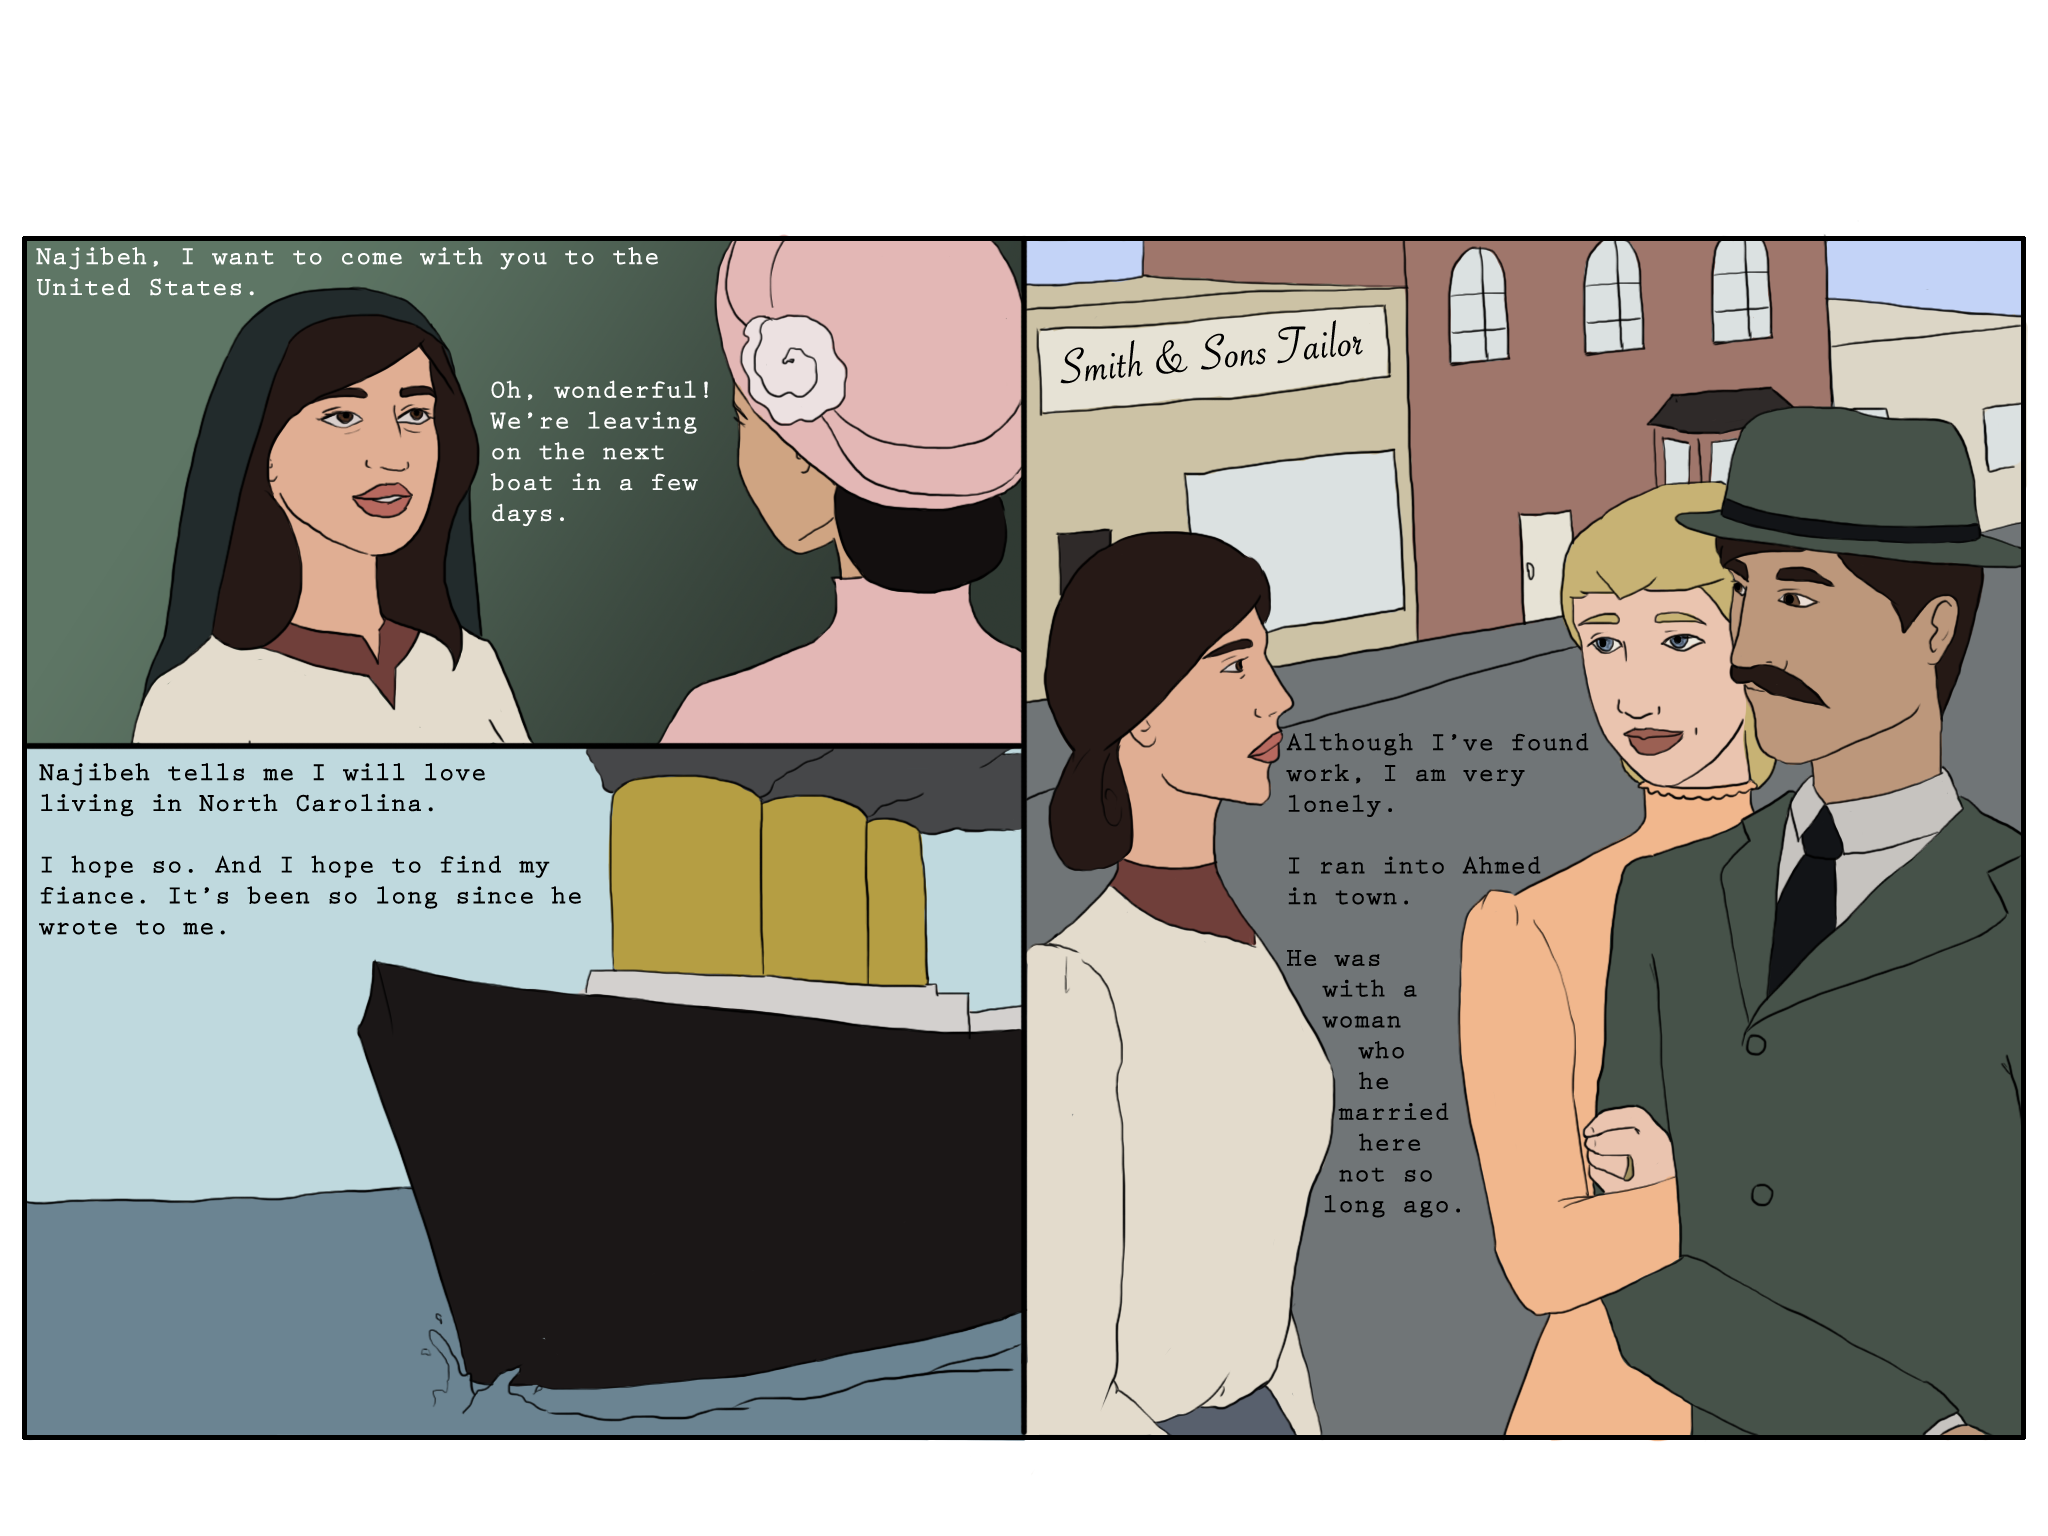 Najibeh, I want to come with you to the
United States.
Oh, wonderful!
We're leaving
on the next
boat in a few
days.
Najibeh tells me I will love
living in North Carolina.
I hope so. And I hope to find my
fiance. It's been so long since he
wrote to me.
Smith & Sons Tailor
Although I've found
work, I am very
lonely.
I ran into Ahmed
in town.
He was
with a
woman
who
he
married
here
not so
long ago.